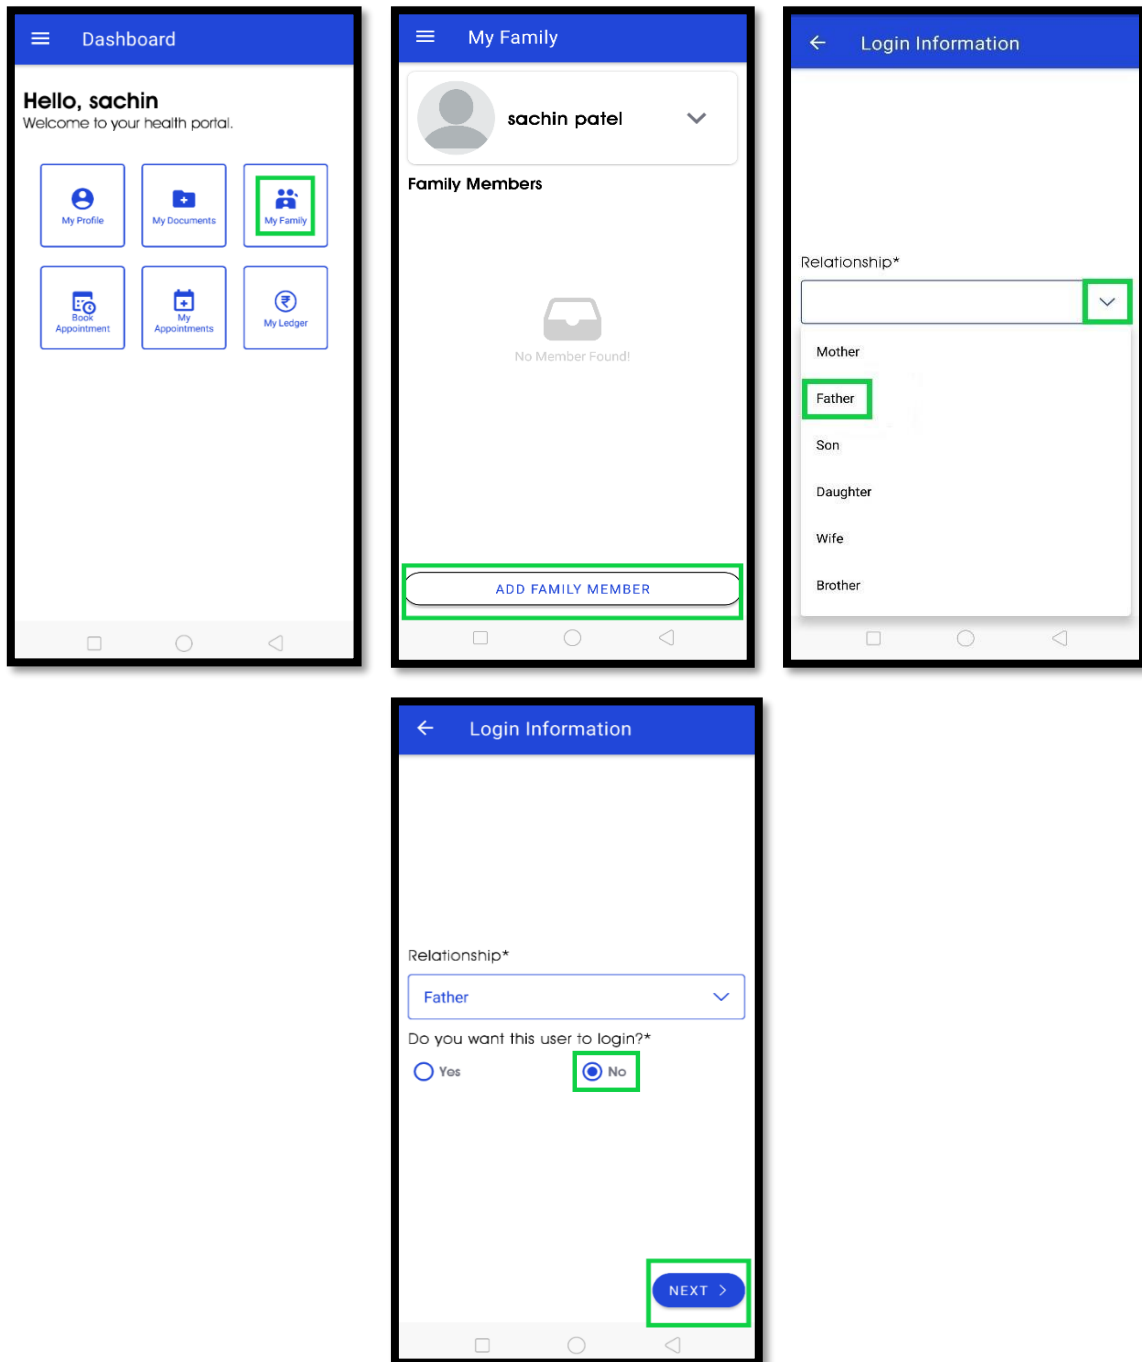 Dashboard
Hello, sachin
Welcome to your health portal.
My Profile
My Documents
My Family
Book
Appointment
My
Appointments
My Ledger
My Family
sachin patel
Family Members
No Member Found!
ADD FAMILY MEMBER
Login Information
Relationship*
Mother
Father
Son
Daughter
Wife
Brother
Login Information
Relationship*
Father
Do you want this user to login?*
Yes
No
NEXT